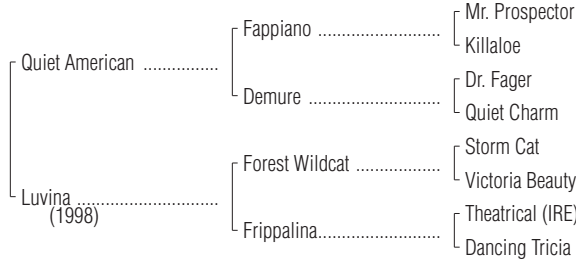 Mr. Prospector
Fappiano ......................................
Killaloe
Quiet American ................
Dr. Fager
Demure .........................................
Quiet Charm
Storm Cat
Forest Wildcat ..........................
Victoria Beauty
Luvina ..............................
(1998)
Theatrical (IRE)
Frippalina......................................
Dancing Tricia